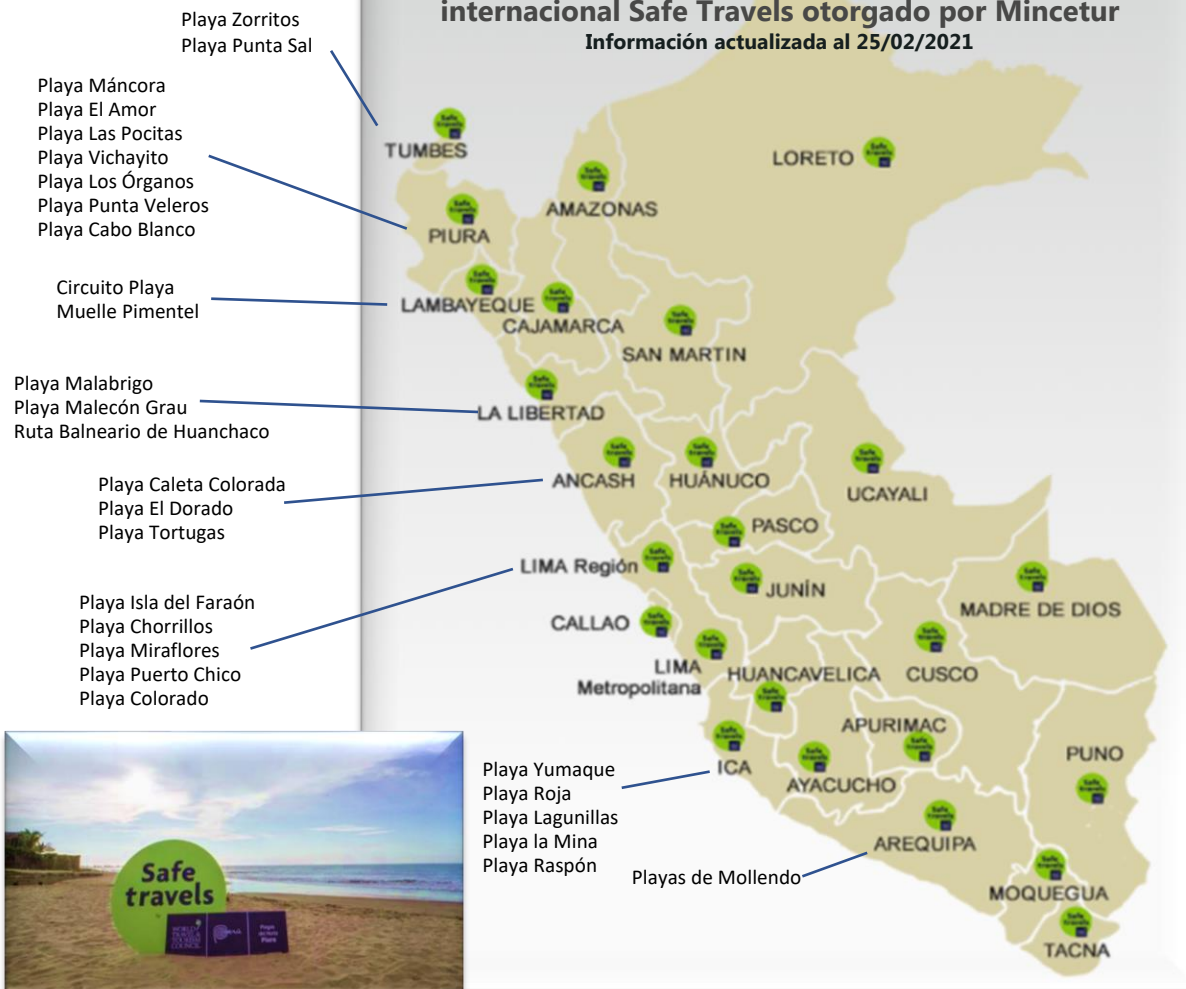 internacional Safe Travels otorgado por Mincetur
Información actualizada al 25/02/2021
Playa Zorritos
Playa Punta Sal
Playa Máncora
Playa El Amor
Playa Las Pocitas
Playa Vichayito
Playa Los Órganos
Playa Punta Veleros
Playa Cabo Blanco
Circuito Playa
Muelle Pimentel
Playa Malabrigo
Playa Malecón Grau
Ruta Balneario de Huanchaco
Playa Caleta Colorada
Playa El Dorado
Playa Tortugas
Playa Isla del Faraón
Playa Chorrillos
Playa Miraflores
Playa Puerto Chico
Playa Colorado
Playa Yumaque
Playa Roja
Playa Lagunillas
Playa la Mina
Playa Raspón
Playas de Mollendo
TUMBES
LORETO
AMAZONAS
PIURA
LAMBAYEQUE
CAJAMARCA
SAN MARTIN
LA LIBERTAD
ANCASH
HUÁNUCO
UCAYALI
PASCO
LIMA Región
JUNÍN
MADRE DE DIOS
CALLAO
LIMA
Metropolitana
HUANCAVELICA
CUSCO
APURIMAC
PUNO
ICA
AYACUCHO
AREQUIPA
MOQUEGUA
TACNA
Safe
travels
WORLD
TRAVEL &
TOURISM
COUNCIL
Perú